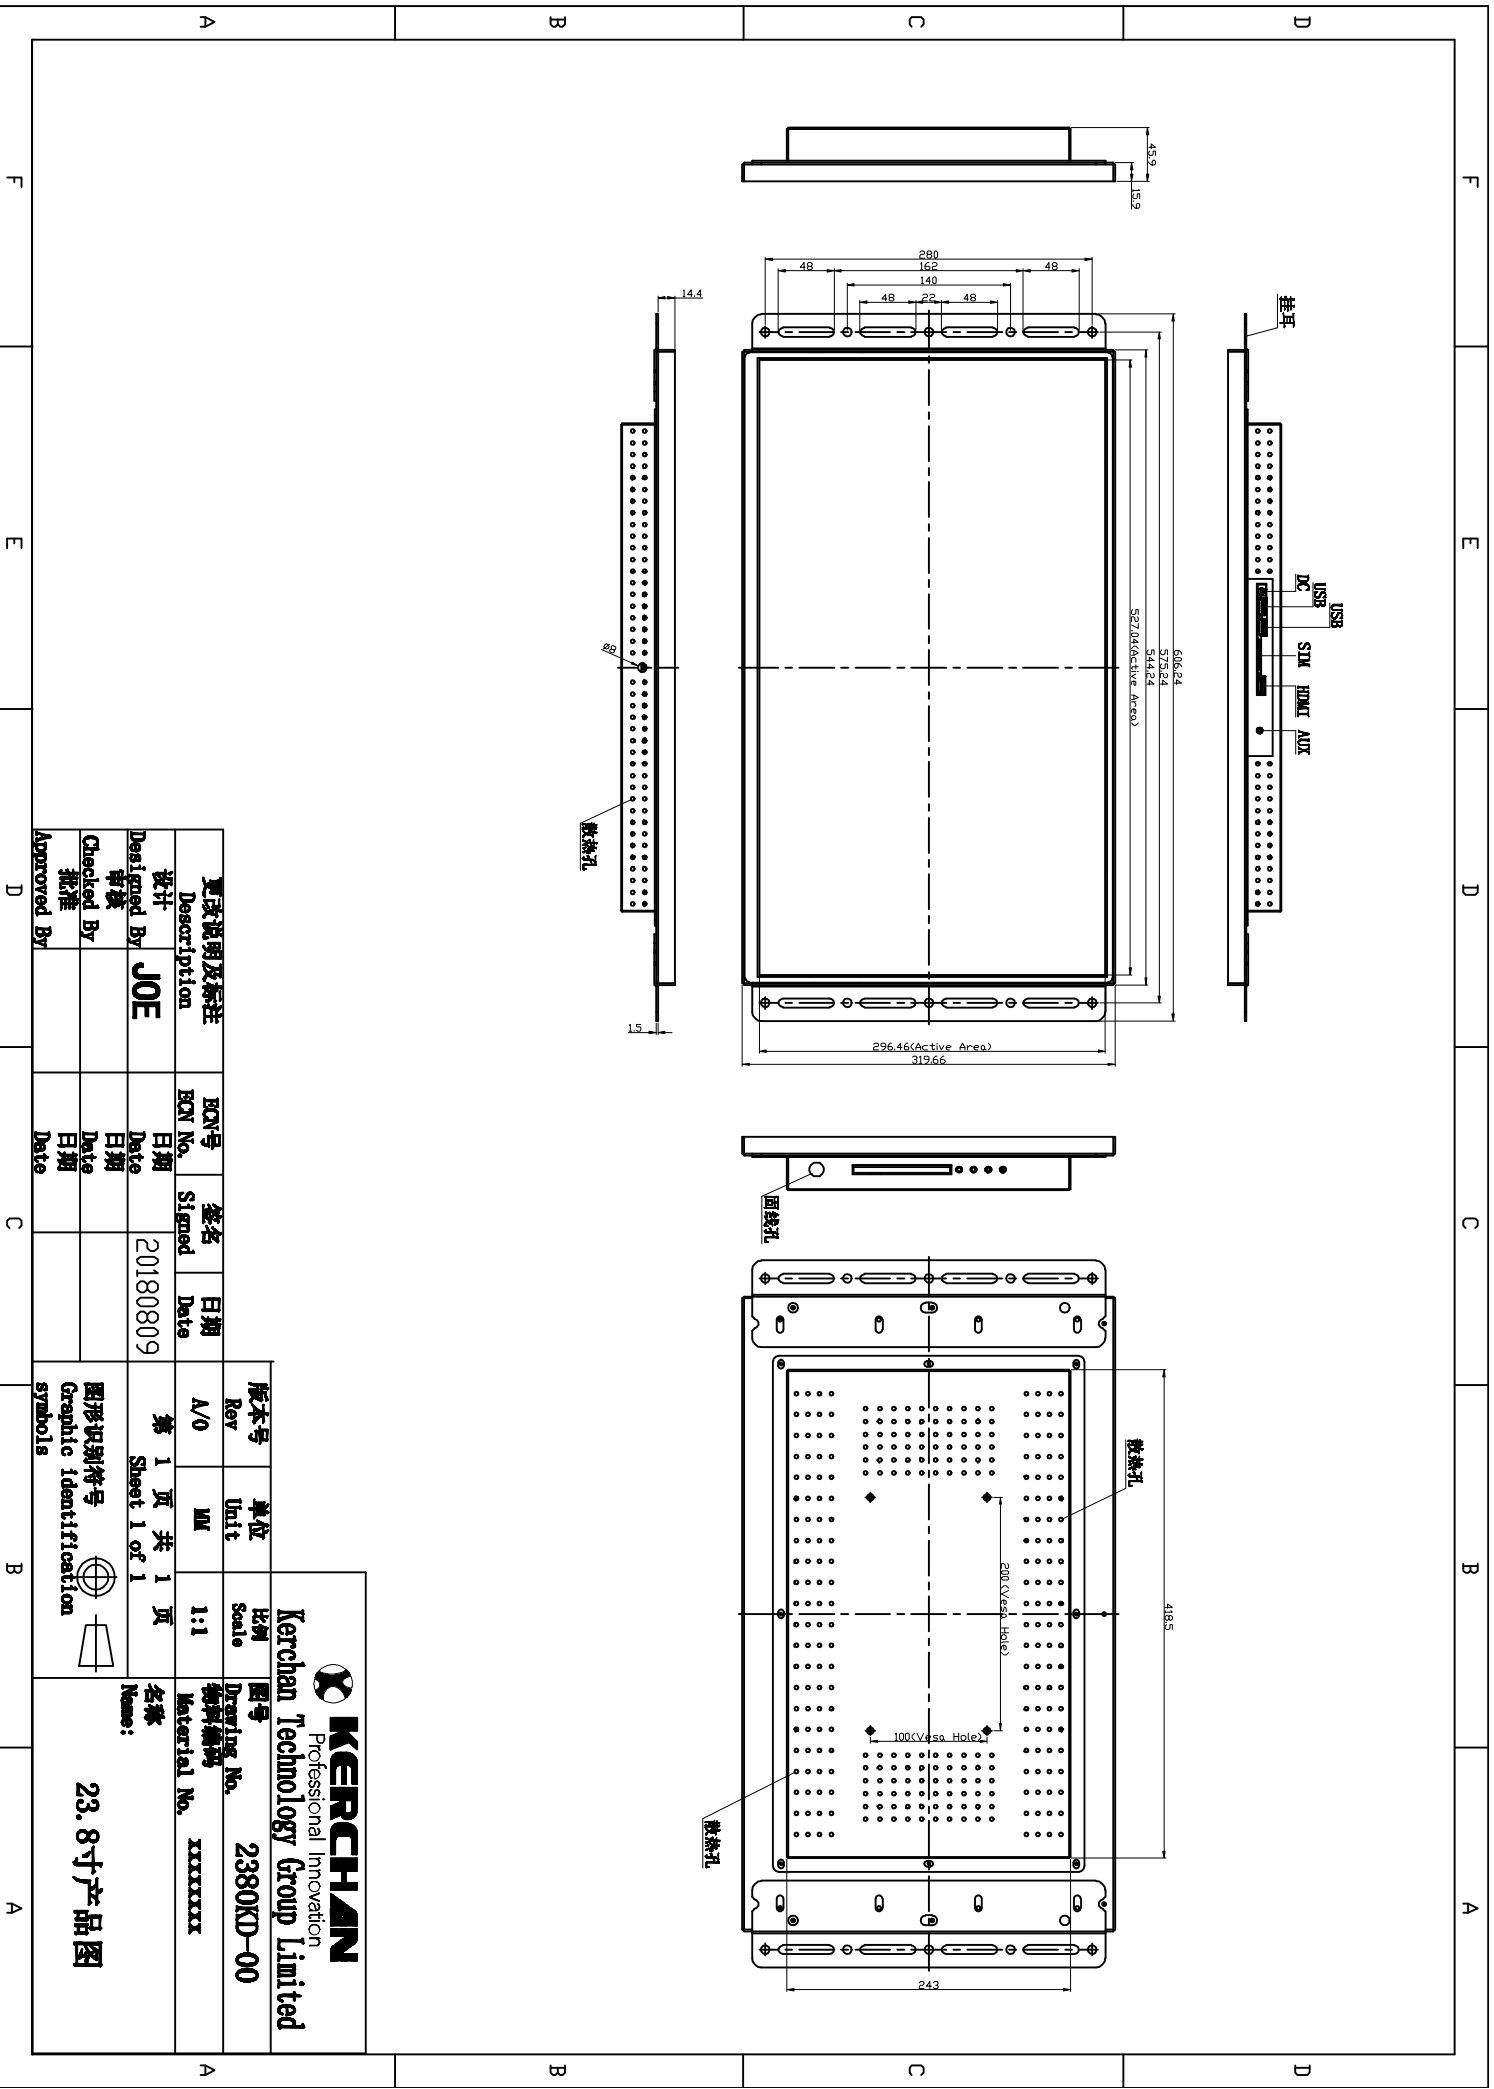 F
E
D
C
B
A
D
C
B
A
D
C
B
A
F
E
D
C
B
A
挂耳
DC
USB
USB
SIM
HDMI
AUX
45.9
15.9
606.24
575.24
544.24
527.04(Active Area)
280
48
162
48
140
48
22
48
296.46(Active Area)
319.66
固线孔
散热孔
418.5
200(Vesa Hole)
100(Vesa Hole)
散热孔
243
14.4
ø8
1.5
散热孔
KERCHAN
Professional Innovation
Kerchan Technology Group Limited
版本号
Rev
单位
Unit
比例
Scale
图号
Drawing No.
2380KD-00
更改说明及标注
Description
ECN号
ECN No.
签名
Signed
日期
Date
A/0
MM
1:1
物料编码
Material No.
XXXXXXXX
设计
Designed By
JOE
日期
Date
20180809
第 1 页 共 1 页
Sheet 1 of 1
名称
Name:
23.8寸产品图
审核
Checked By
日期
Date
批准
Approved By
日期
Date
图形识别符号
Graphic identification
symbols